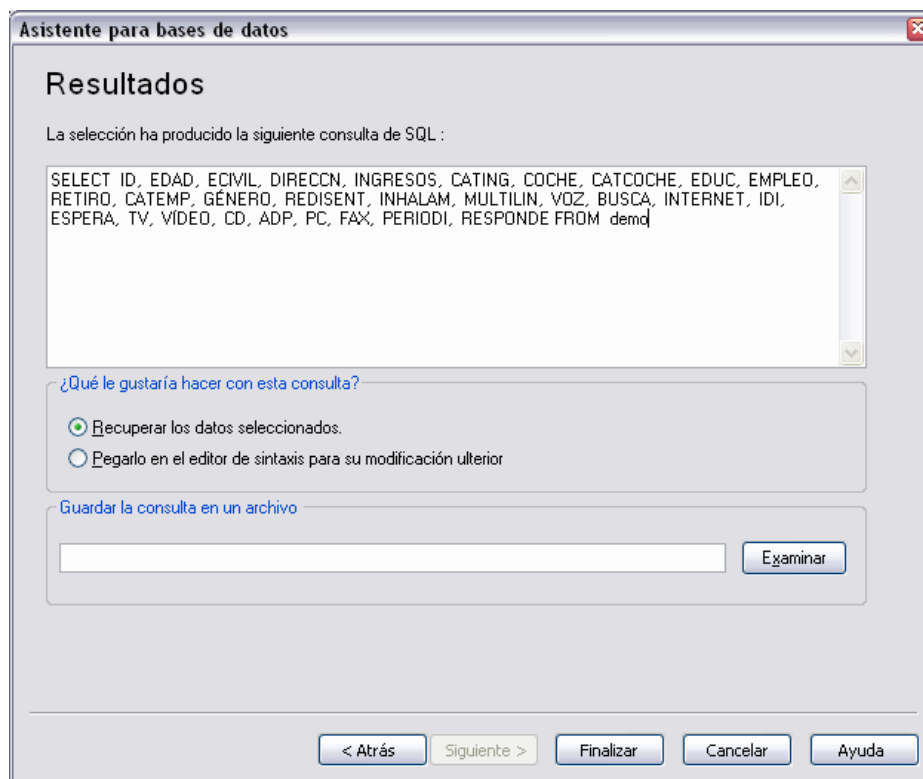 Asistente para bases de datos
Resultados
La selección ha producido la siguiente consulta de SQL :
SELECT ID, EDAD, ECIVIL, DIRECCN, INGRESOS, CATING, COCHE, CATCOCHE, EDUC, EMPLEO,
RETIRO, CATEMP, GÉNERO, REDISENT, INHALAM, MULTILIN, VOZ, BUSCA, INTERNET, IDI,
ESPERA, TV, VÍDEO, CD, ADP, PC, FAX, PERIODI, RESPONDE FROM demo
¿Qué le gustaría hacer con esta consulta?
Recuperar los datos seleccionados.
Pegarlo en el editor de sintaxis para su modificación ulterior
Guardar la consulta en un archivo
Examinar
< Atrás Siguiente > Finalizar Cancelar Ayuda